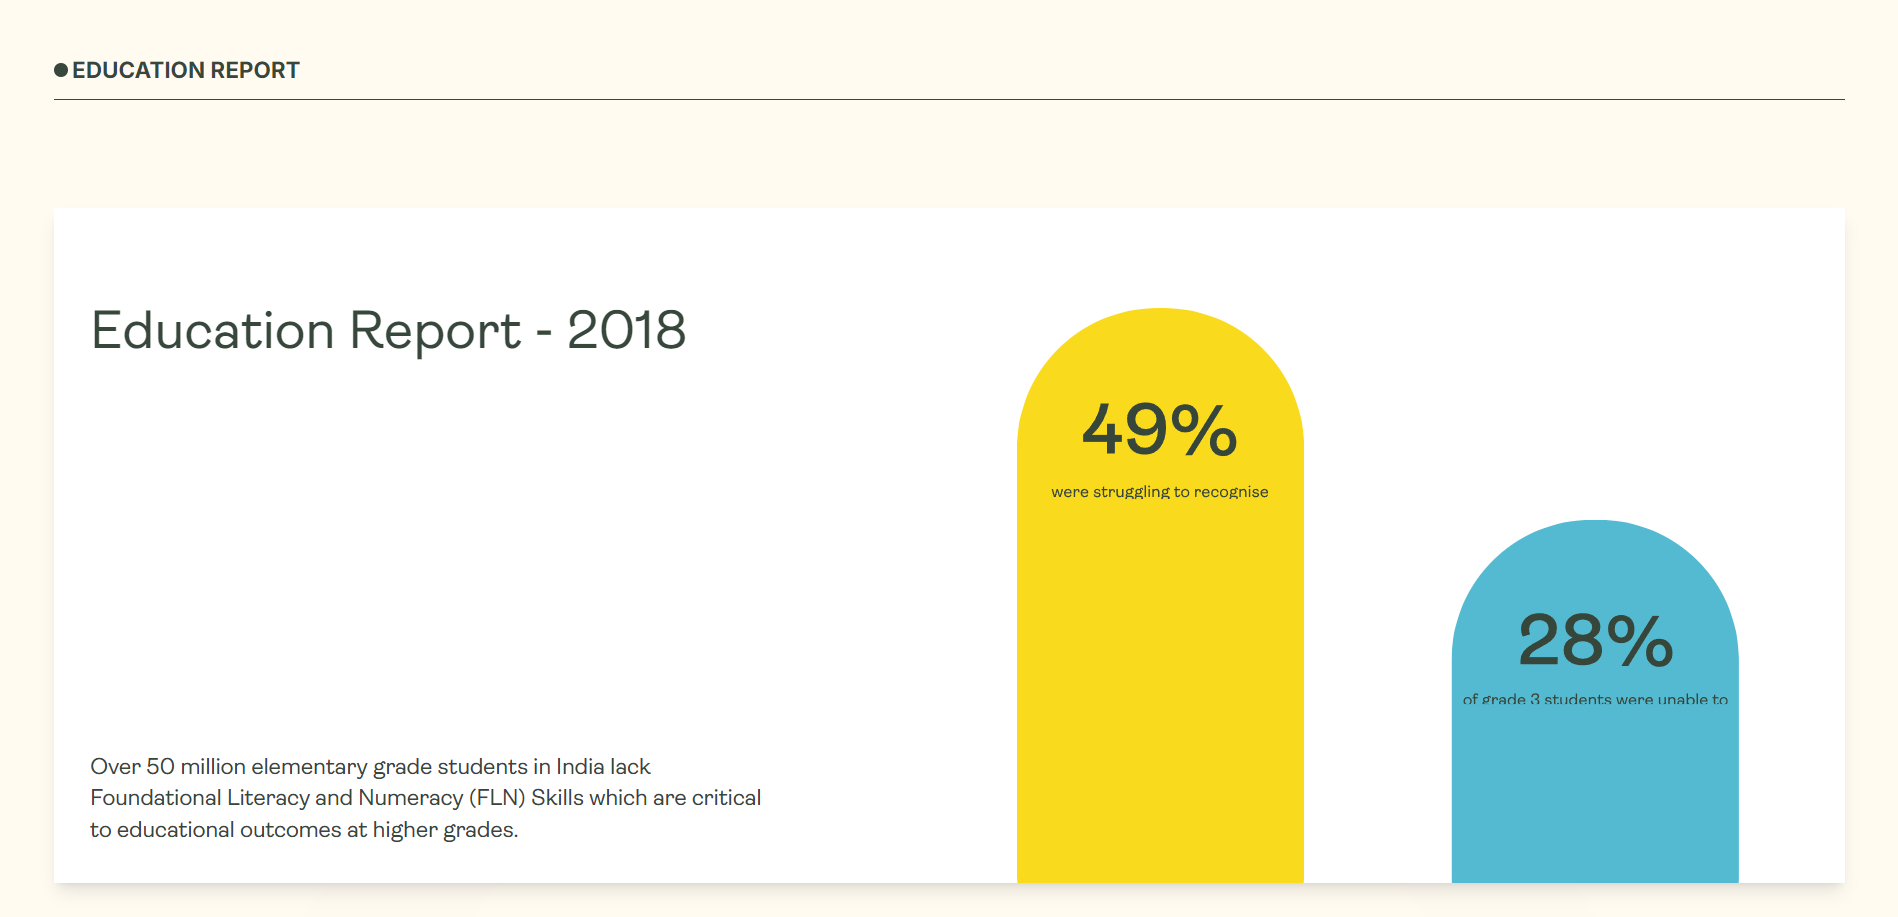 EDUCATION REPORT
Education Report - 2018
Over 50 million elementary grade students in India lack
Foundational Literacy and Numeracy (FLN) Skills which are critical
to educational outcomes at higher grades.
49%
were struggling to recognise
28%
of grade 3 students were unable to